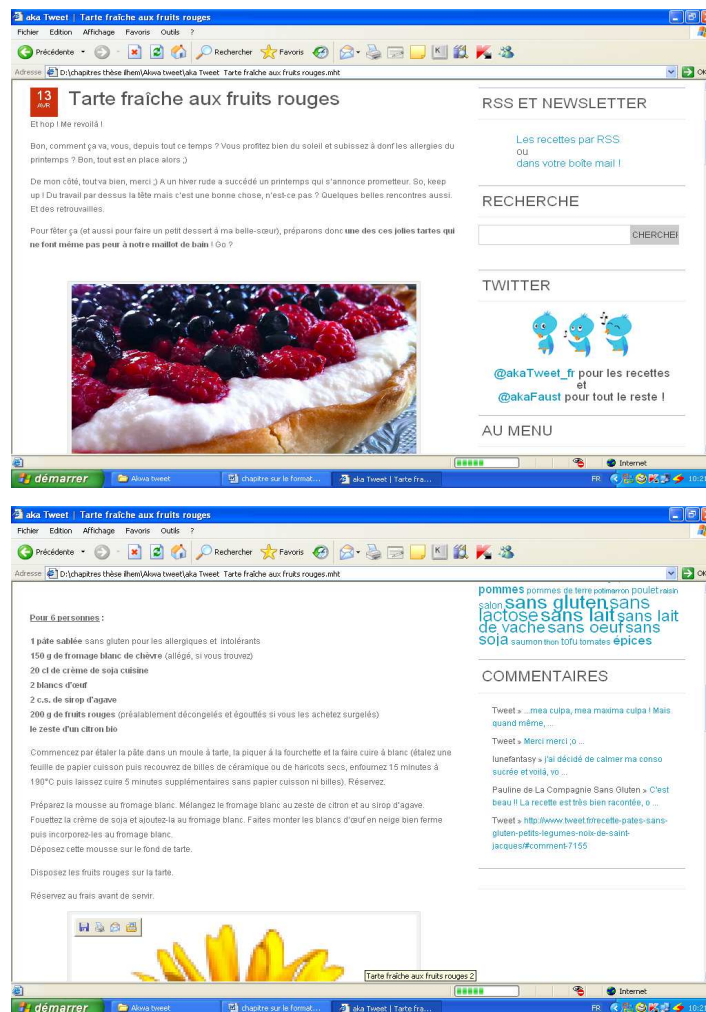 aka Tweet | Tarte fraîche aux fruits rouges
Fichier Edition Affichage Favoris Outils ?
Précédente Rechercher Favoris
Adresse D:\chapitres thèse ilhem\Akwa tweet\aka Tweet Tarte fraîche aux fruits rouges.mht OK
13
AVR
Tarte fraîche aux fruits rouges
Et hop ! Me revoilà !
Bon, comment ça va, vous, depuis tout ce temps ? Vous profitez bien du soleil et subissez à donf les allergies du
printemps ? Bon, tout est en place alors ;)
De mon côté, tout va bien, merci ;) A un hiver rude a succédé un printemps qui s'annonce prometteur. So, keep
up ! Du travail par dessus la tête mais c'est une bonne chose, n'est-ce pas ? Quelques belles rencontres aussi.
Et des retrouvailles.
Pour fêter ça (et aussi pour faire un petit dessert à ma belle-sœur), préparons donc une des ces jolies tartes qui
ne font même pas peur à notre maillot de bain ! Go ?
RSS ET NEWSLETTER
Les recettes par RSS
ou
dans votre boîte mail !
RECHERCHE
CHERCHER
TWITTER
@akaTweet_fr pour les recettes
et
@akaFaust pour tout le reste !
AU MENU
Internet
démarrer Akwa tweet chapitre sur le format... aka Tweet | Tarte fra... FR 10:21
aka Tweet | Tarte fraîche aux fruits rouges
Fichier Edition Affichage Favoris Outils ?
Précédente Rechercher Favoris
Adresse D:\chapitres thèse ilhem\Akwa tweet\aka Tweet Tarte fraîche aux fruits rouges.mht OK
Pour 6 personnes :
1 pâte sablée sans gluten pour les allergiques et intolérants
150 g de fromage blanc de chèvre (allégé, si vous trouvez)
20 cl de crème de soja cuisine
2 blancs d'œuf
2 c.s. de sirop d'agave
200 g de fruits rouges (préalablement décongelés et égouttés si vous les achetez surgelés)
le zeste d'un citron bio
Commencez par étaler la pâte dans un moule à tarte, la piquer à la fourchette et la faire cuire à blanc (étalez une
feuille de papier cuisson puis recouvrez de billes de céramique ou de haricots secs, enfournez 15 minutes à
190°C puis laissez cuire 5 minutes supplémentaires sans papier cuisson ni billes). Réservez.
Préparez la mousse au fromage blanc. Mélangez le fromage blanc au zeste de citron et au sirop d'agave.
Fouettez la crème de soja et ajoutez-la au fromage blanc. Faites monter les blancs d'œuf en neige bien ferme
puis incorporez-les au fromage blanc.
Déposez cette mousse sur le fond de tarte.
Disposez les fruits rouges sur la tarte.
Réservez au frais avant de servir.
Tarte fraîche aux fruits rouges 2
pommes pommes de terre potimarron poulet raisin
salon sans gluten sans
lactose sans lait sans lait
de vache sans oeuf sans
soja saumon thon tofu tomates épices
COMMENTAIRES
Tweet » ...mea culpa, mea maxima culpa ! Mais
quand même, ...
Tweet » Merci merci ;o ...
lunefantasy » j'ai décidé de calmer ma conso
sucrée et voilà, vo ...
Pauline de La Compagnie Sans Gluten » C'est
beau !! La recette est très bien racontée, o ...
Tweet » http://www.tweet.fr/recette-pates-sans-
gluten-petits-legumes-noix-de-saint-
jacques/#comment-7155
Internet
démarrer Akwa tweet chapitre sur le format... aka Tweet | Tarte fra... FR 10:21